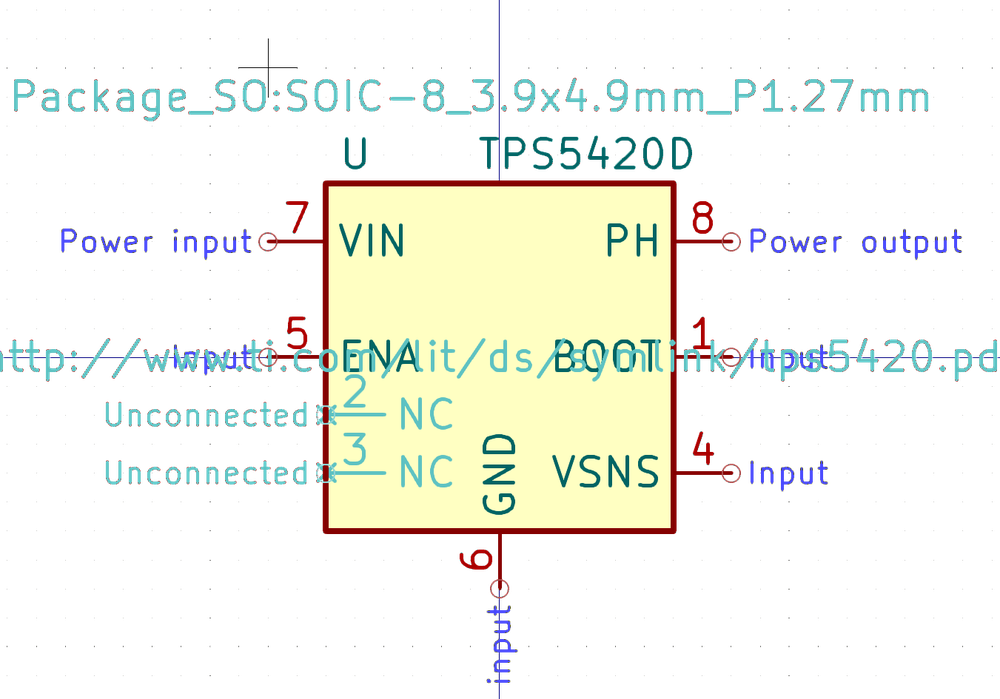 Package_SO:SOIC-8_3.9x4.9mm_P1.27mm
U TPS5420D
7 8
Power input VIN PH Power output
5 1
Input ENA BOOT Input
http://www.ti.com/lit/ds/symlink/tps5420.pd
2
Unconnected NC
3 4
Unconnected NC GND VSNS Input
6
input